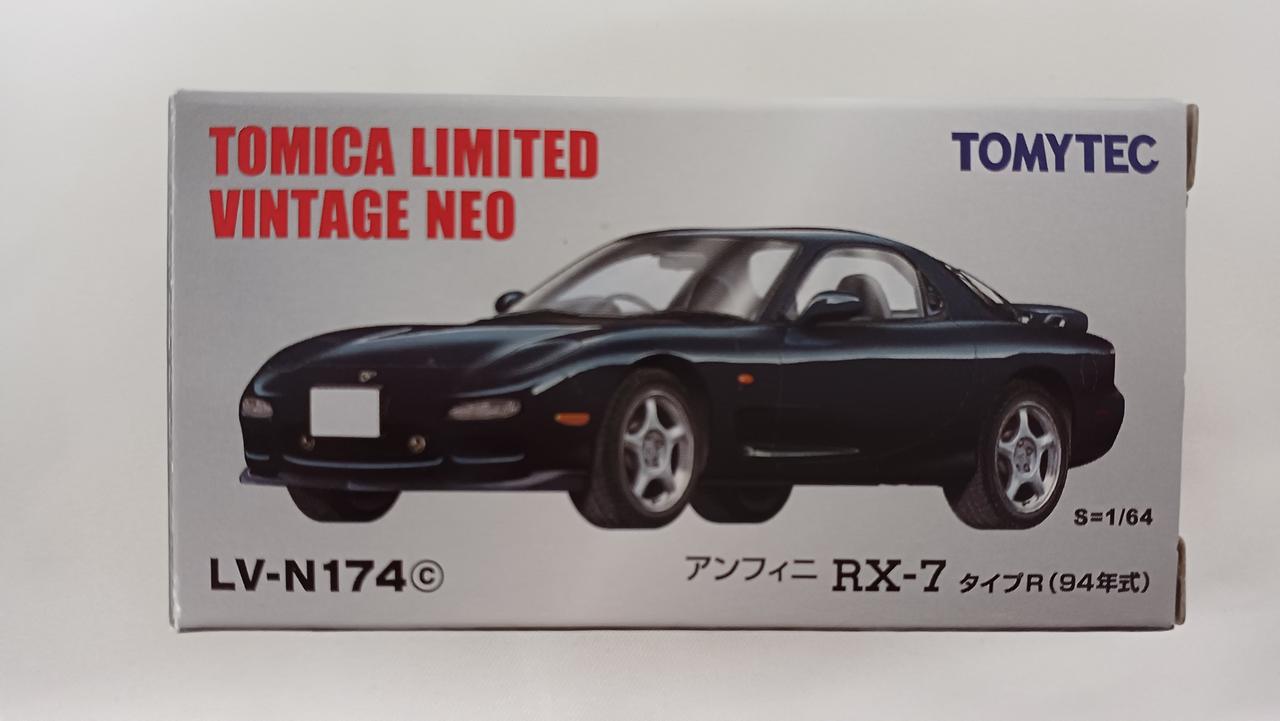 TOMICA LIMITED
VINTAGE NEO
TOMYTEC
S=1/64
LV-N174ⓒ
アンフィニ RX-7 タイプR(94年式)